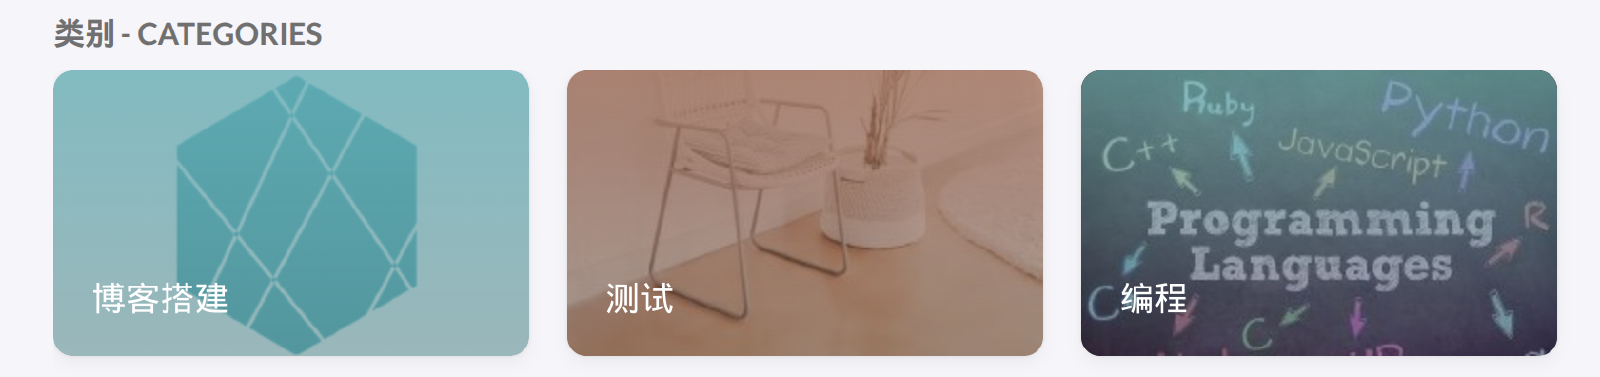 类别 - CATEGORIES
博客搭建
测试
编程
Ruby
Python
C++
JavaScript
Programming
Languages
R
C
C